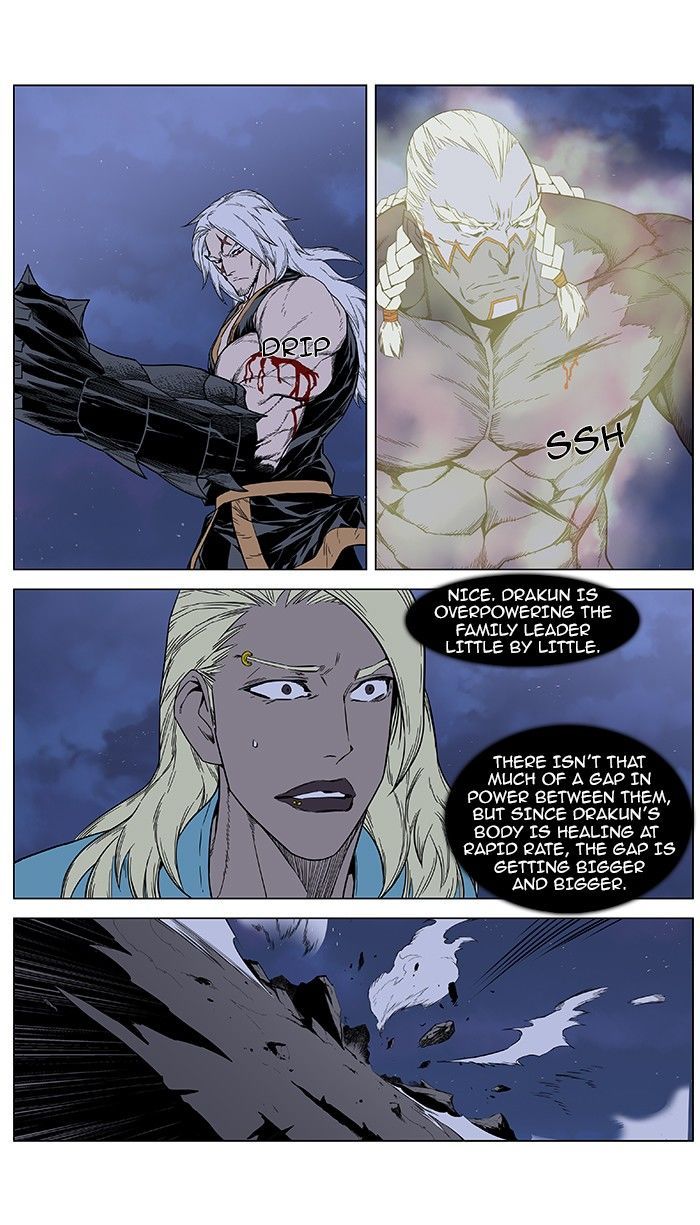 DRIP
SSH
NICE. DRAKUN IS
OVERPOWERING THE
FAMILY LEADER
LITTLE BY LITTLE.
THERE ISN'T THAT
MUCH OF A GAP IN
POWER BETWEEN THEM,
BUT SINCE DRAKUN'S
BODY IS HEALING AT
RAPID RATE, THE GAP IS
GETTING BIGGER
AND BIGGER.